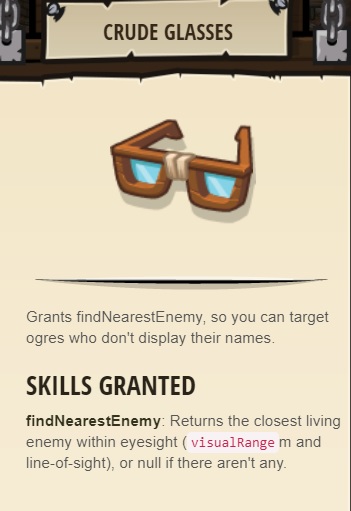 CRUDE GLASSES
Grants findNearestEnemy, so you can target
ogres who don't display their names.
SKILLS GRANTED
findNearestEnemy: Returns the closest living
enemy within eyesight ( visualRange m and
line-of-sight), or null if there aren't any.